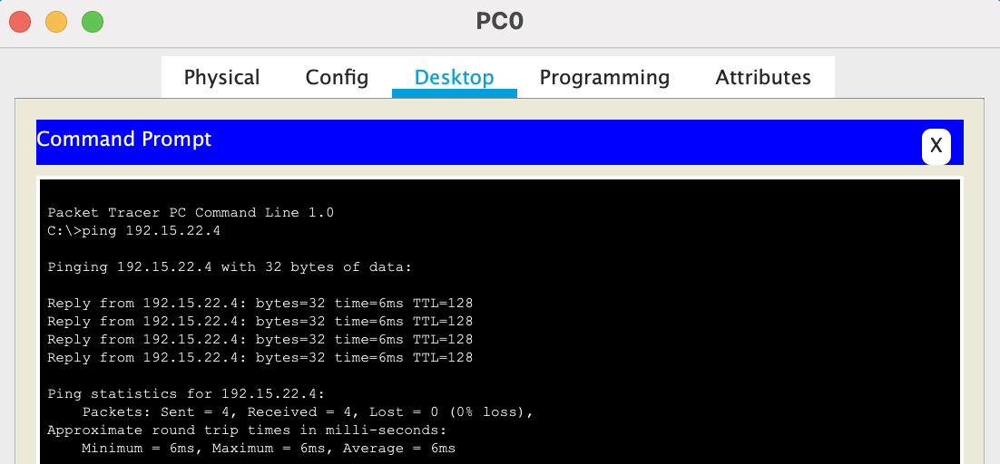 PC0
Physical Config Desktop Programming Attributes
Command Prompt
X
Packet Tracer PC Command Line 1.0
C:\>ping 192.15.22.4
Pinging 192.15.22.4 with 32 bytes of data:
Reply from 192.15.22.4: bytes=32 time=6ms TTL=128
Reply from 192.15.22.4: bytes=32 time=6ms TTL=128
Reply from 192.15.22.4: bytes=32 time=6ms TTL=128
Reply from 192.15.22.4: bytes=32 time=6ms TTL=128
Ping statistics for 192.15.22.4:
    Packets: Sent = 4, Received = 4, Lost = 0 (0% loss),
Approximate round trip times in milli-seconds:
    Minimum = 6ms, Maximum = 6ms, Average = 6ms